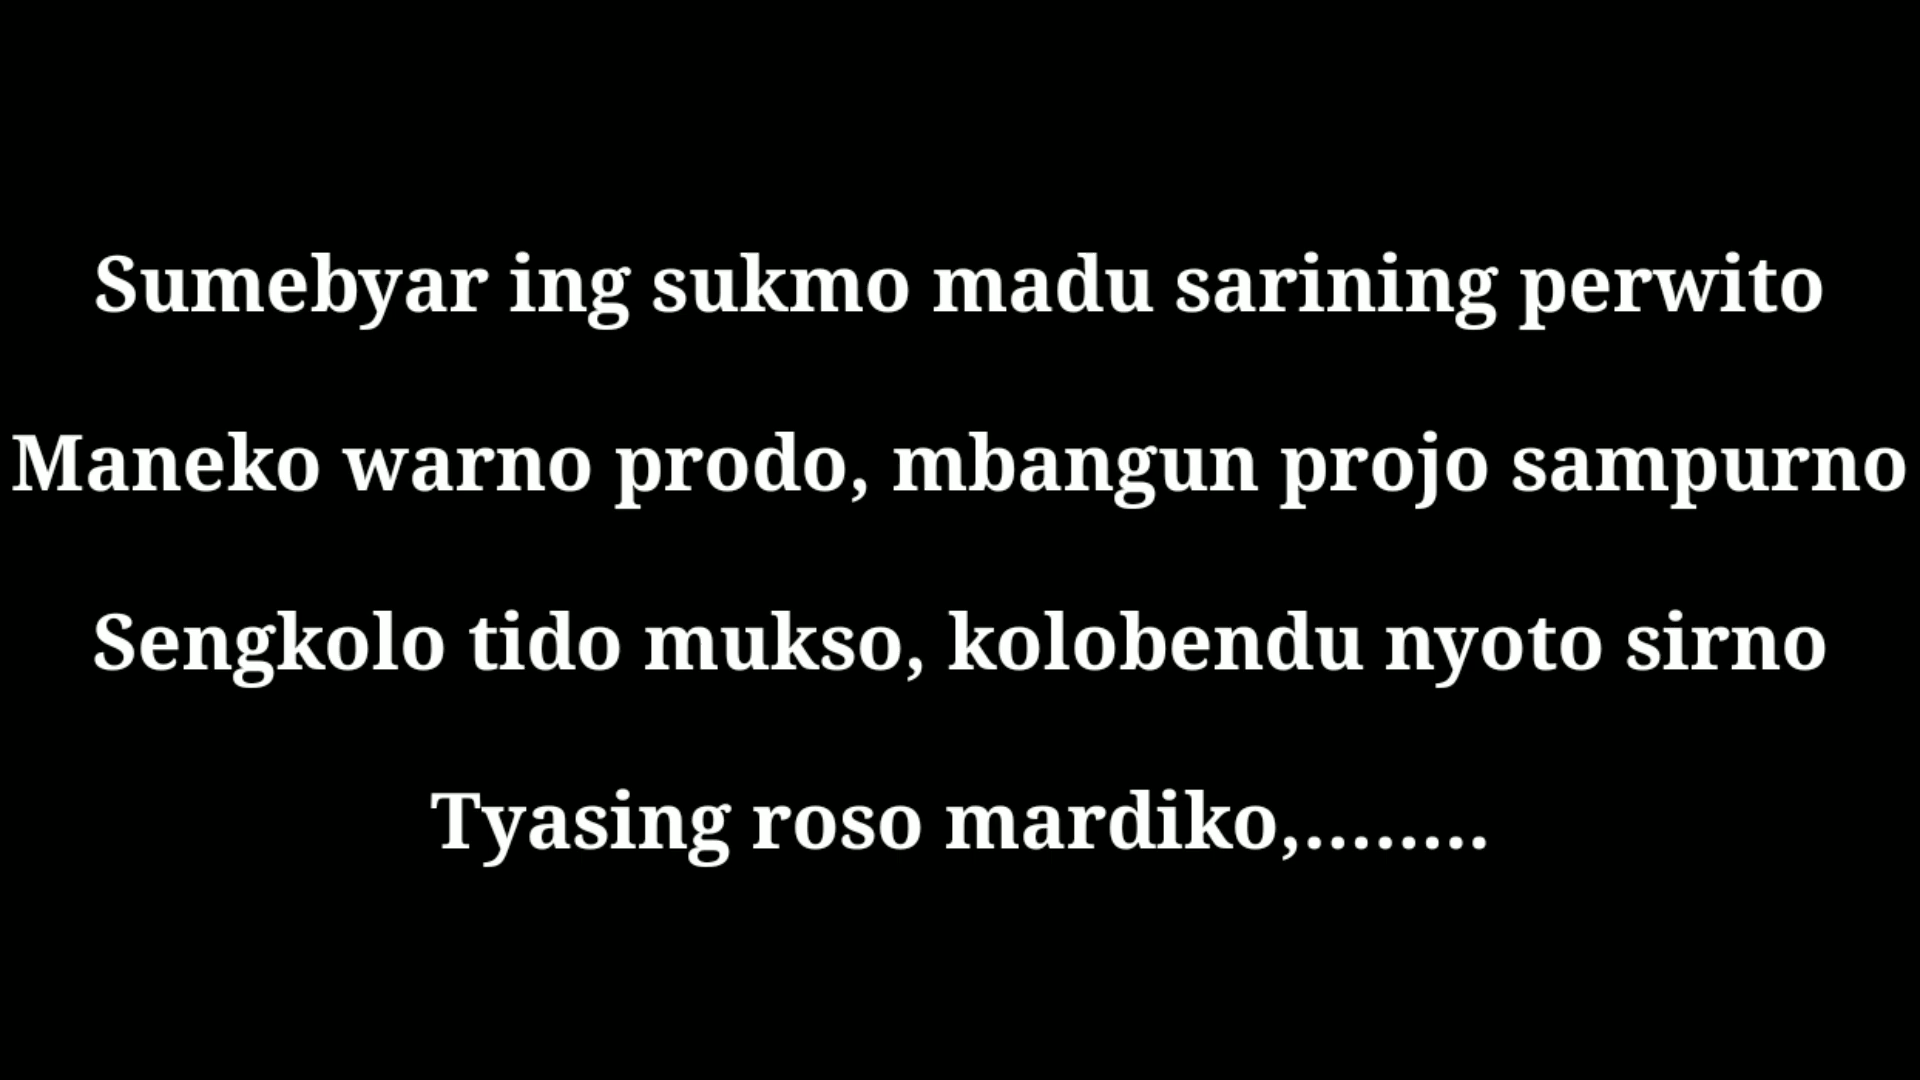 Sumebyar ing sukmo madu sarining perwito
Maneko warno prodo, mbangun projo sampurno
Sengkolo tido mukso, kolobendu nyoto sirno
Tyasing roso mardiko,........